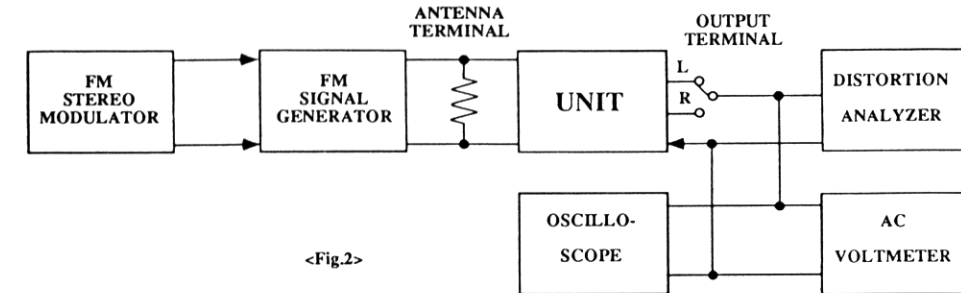 ANTENNA
TERMINAL
OUTPUT
TERMINAL
FM
STEREO
MODULATOR
FM
SIGNAL
GENERATOR
UNIT
L
R
DISTORTION
ANALYZER
OSCILLO-
SCOPE
AC
VOLTMETER
<Fig.2>